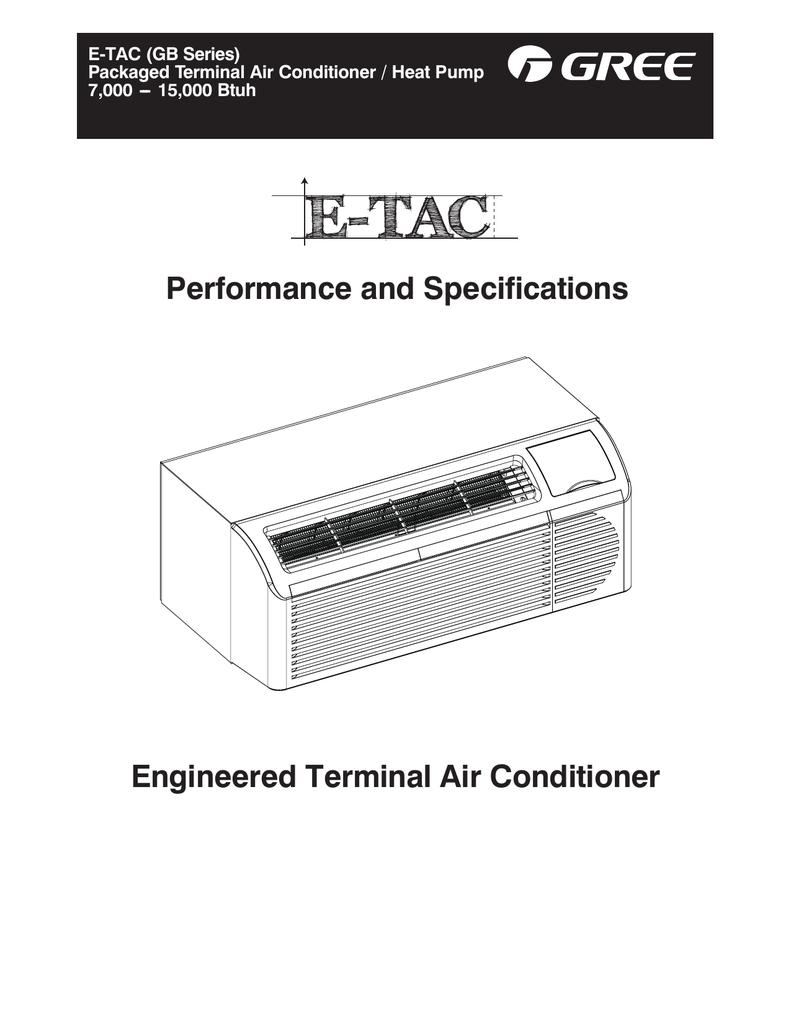 E-TAC (GB Series)
Packaged Terminal Air Conditioner / Heat Pump
7,000 – 15,000 Btuh
GREE
E-TAC
Performance and Specifications
Engineered Terminal Air Conditioner